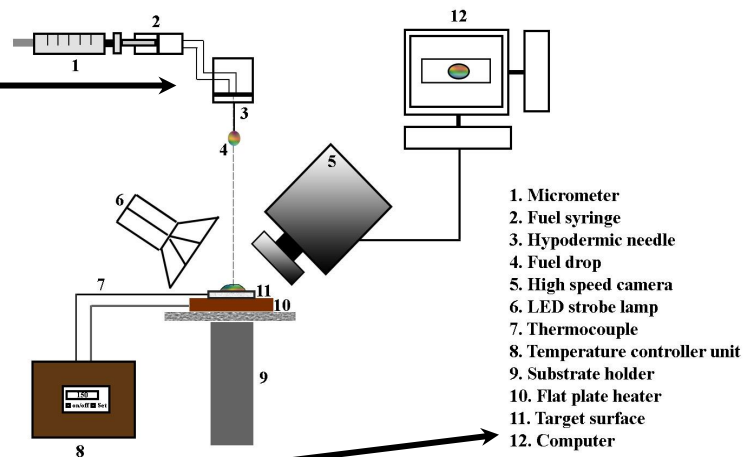 2
12
1
3
4
5
6
1. Micrometer
2. Fuel syringe
3. Hypodermic needle
4. Fuel drop
5. High speed camera
6. LED strobe lamp
7. Thermocouple
8. Temperature controller unit
9. Substrate holder
10. Flat plate heater
11. Target surface
12. Computer
7
11
10
9
150
on/off Set
8